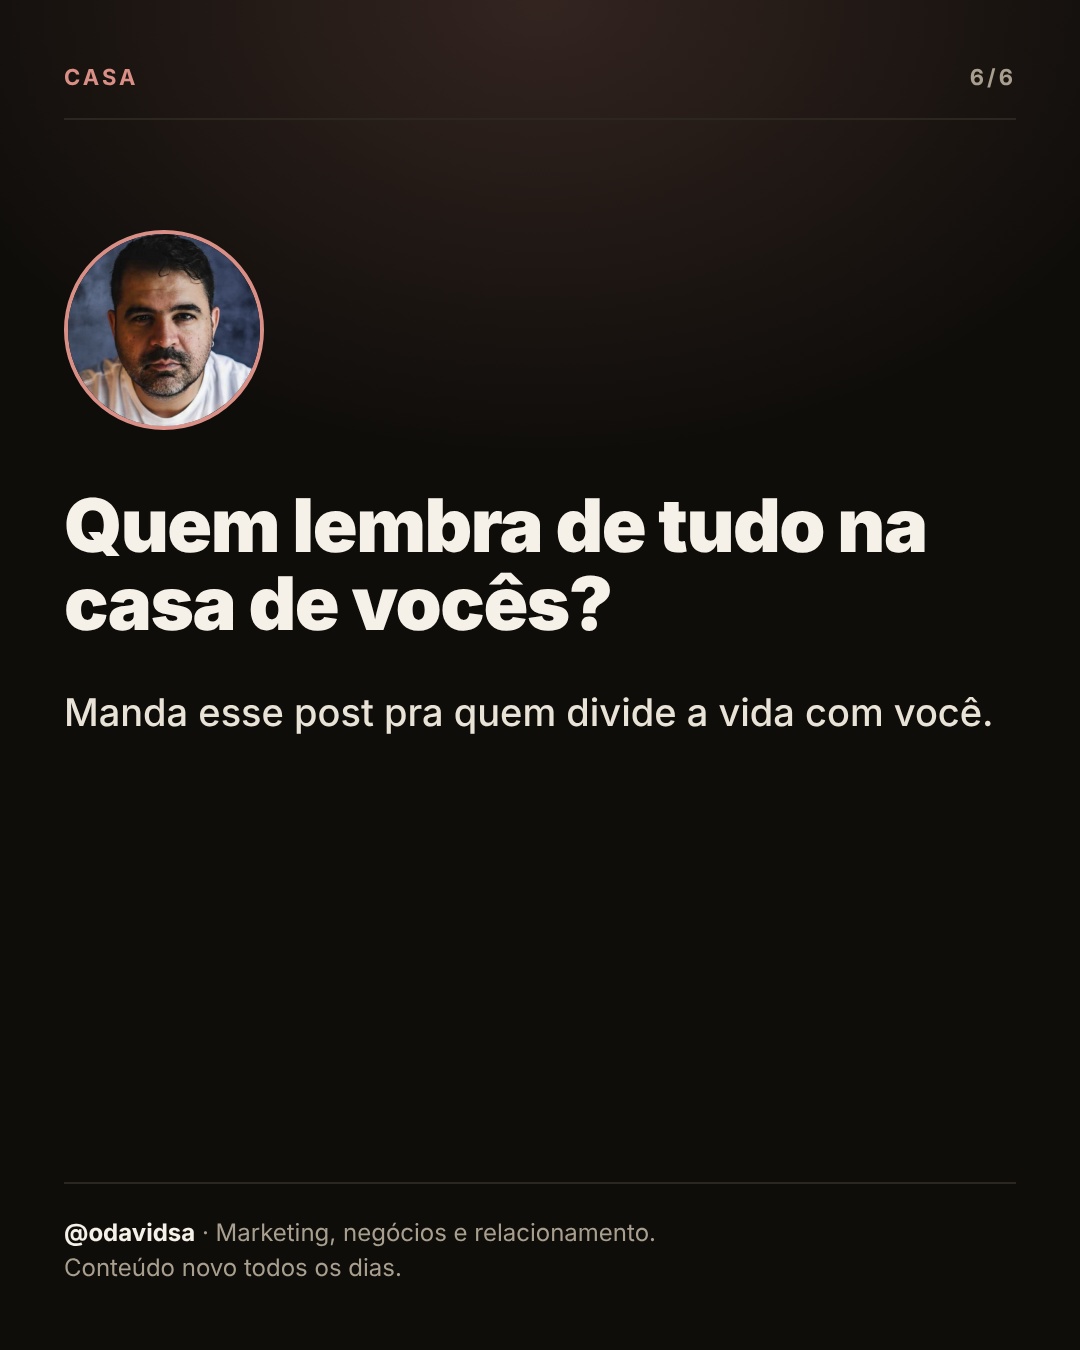 CASA
6/6
Quem lembra de tudo na
casa de vocês?
Manda esse post pra quem divide a vida com você.
@odavidsa · Marketing, negócios e relacionamento.
Conteúdo novo todos os dias.